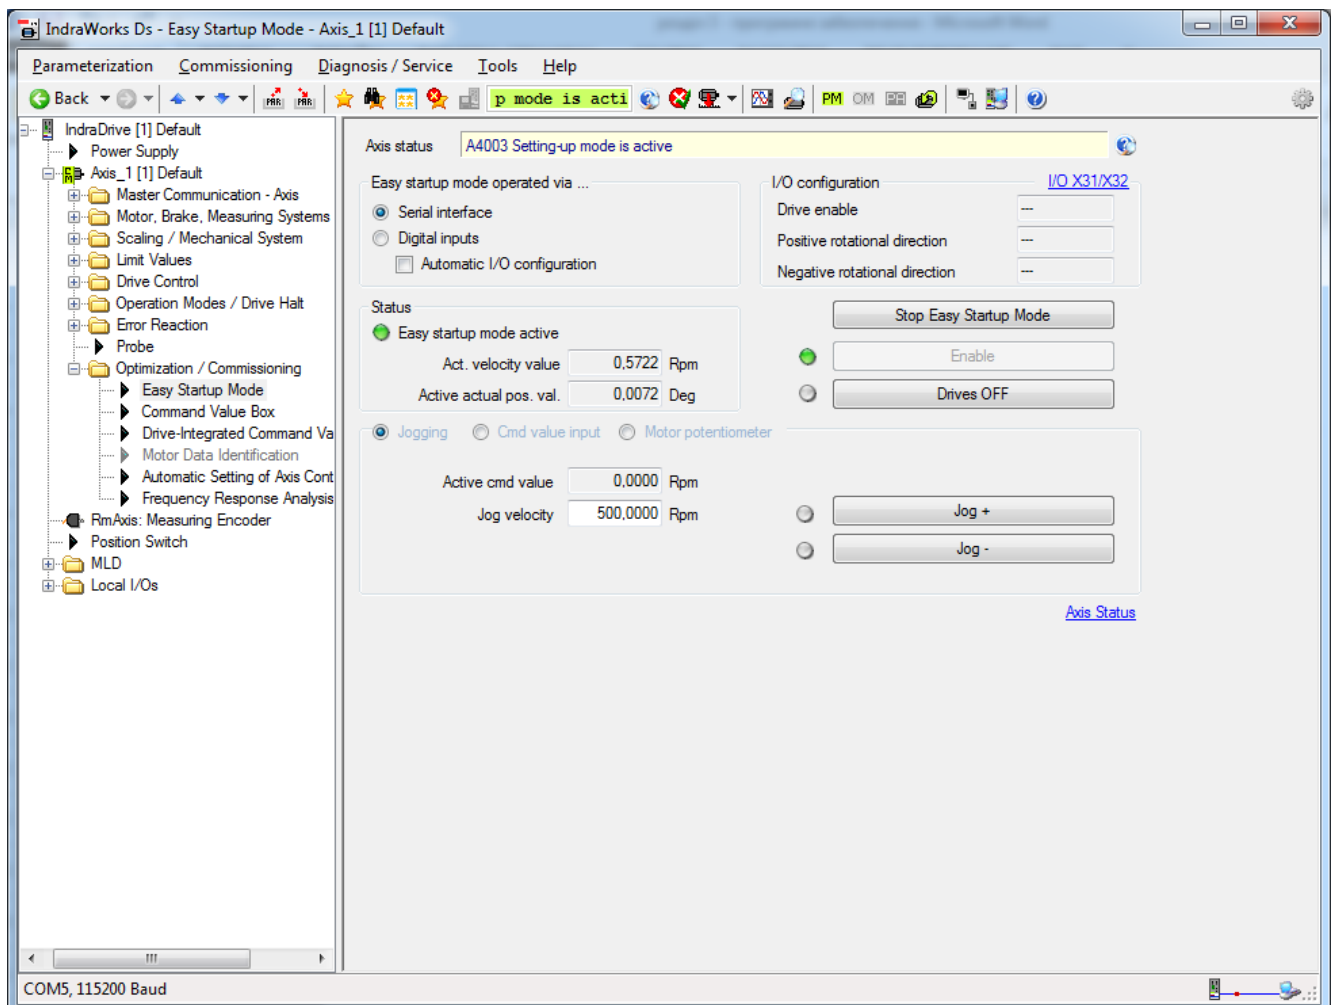 IndraWorks Ds - Easy Startup Mode - Axis_1 [1] Default
Parameterization Commissioning Diagnosis / Service Tools Help
Back PAR PAR p mode is acti PM OM
IndraDrive [1] Default
Power Supply
Axis_1 [1] Default
Master Communication - Axis
Motor, Brake, Measuring Systems
Scaling / Mechanical System
Limit Values
Drive Control
Operation Modes / Drive Halt
Error Reaction
Probe
Optimization / Commissioning
Easy Startup Mode
Command Value Box
Drive-Integrated Command Va
Motor Data Identification
Automatic Setting of Axis Cont
Frequency Response Analysis
RmAxis: Measuring Encoder
Position Switch
MLD
Local I/Os
Axis status A4003 Setting-up mode is active
Easy startup mode operated via ...
Serial interface
Digital inputs
Automatic I/O configuration
I/O configuration I/O X31/X32
Drive enable ---
Positive rotational direction ---
Negative rotational direction ---
Status
Easy startup mode active
Act. velocity value 0,5722 Rpm
Active actual pos. val. 0,0072 Deg
Stop Easy Startup Mode
Enable
Drives OFF
Jogging Cmd value input Motor potentiometer
Active cmd value 0,0000 Rpm
Jog velocity 500,0000 Rpm
Jog +
Jog -
Axis Status
COM5, 115200 Baud